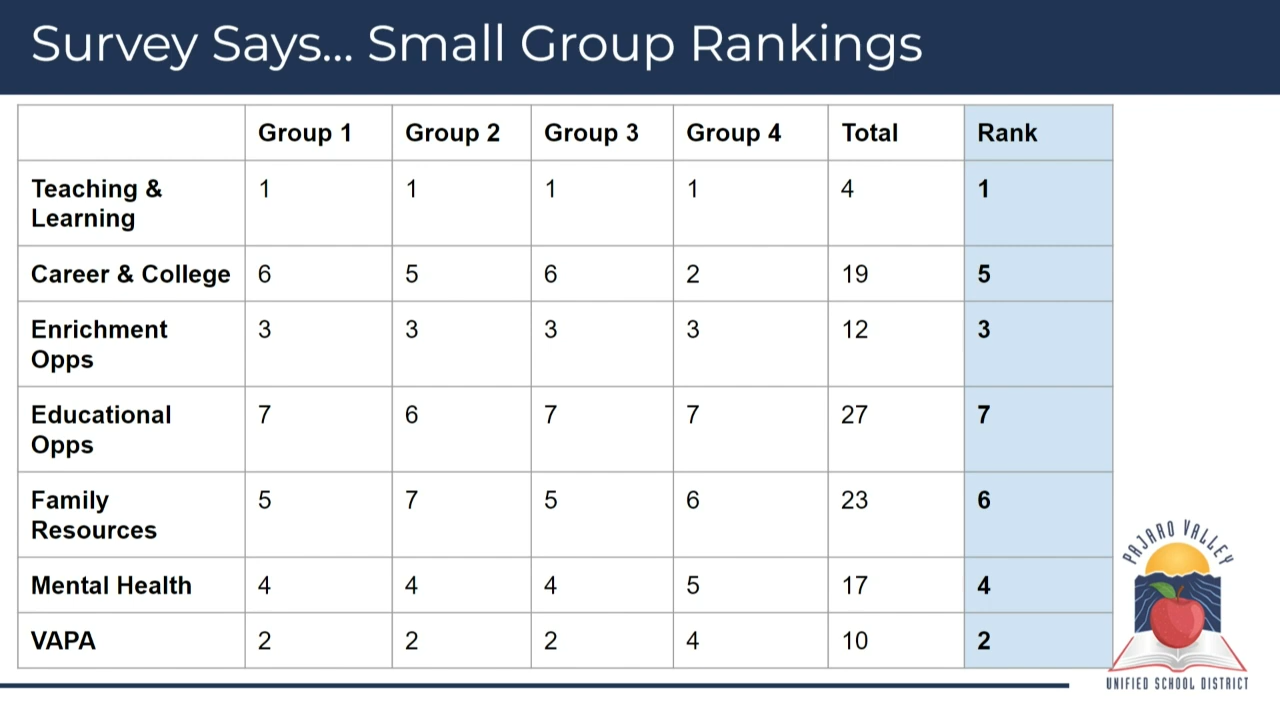 Survey Says... Small Group Rankings
Group 1 Group 2 Group 3 Group 4 Total Rank
Teaching &
Learning 1 1 1 1 4 1
Career & College 6 5 6 2 19 5
Enrichment
Opps 3 3 3 3 12 3
Educational
Opps 7 6 7 7 27 7
Family
Resources 5 7 5 6 23 6
Mental Health 4 4 4 5 17 4
VAPA 2 2 2 4 10 2
PAJARO VALLEY
UNIFIED SCHOOL DISTRICT